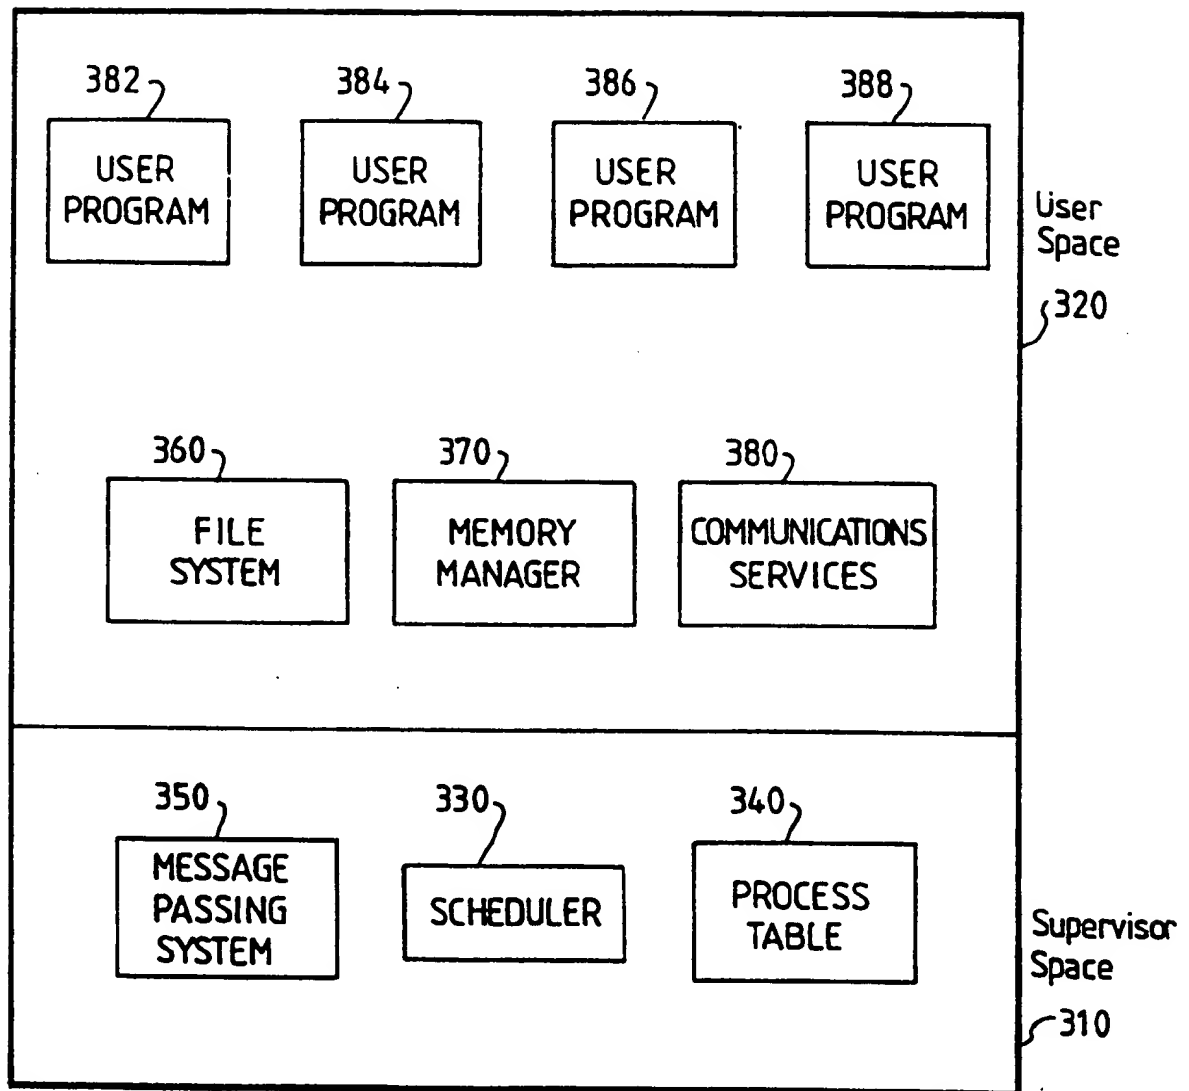 382
384
386
388
USER
PROGRAM
USER
PROGRAM
USER
PROGRAM
USER
PROGRAM
User
Space
320
360
370
380
FILE
SYSTEM
MEMORY
MANAGER
COMMUNICATIONS
SERVICES
350
330
340
MESSAGE
PASSING
SYSTEM
SCHEDULER
PROCESS
TABLE
Supervisor
Space
310